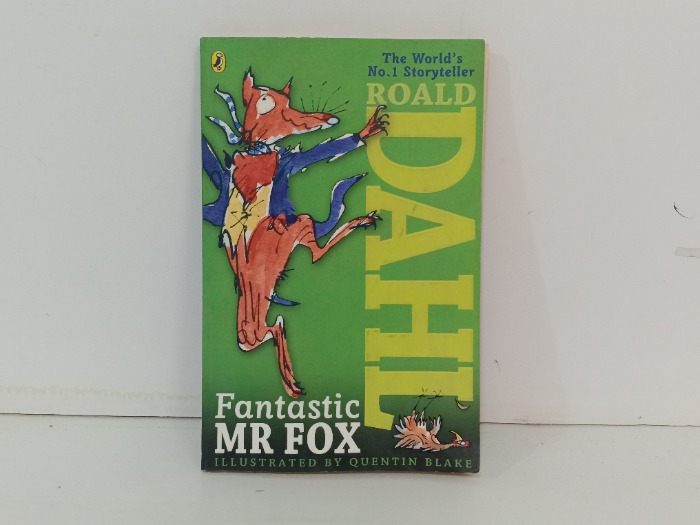 The World's
No.1 Storyteller
ROALD
DAHL
Fantastic
MR FOX
ILLUSTRATED BY QUENTIN BLAKE